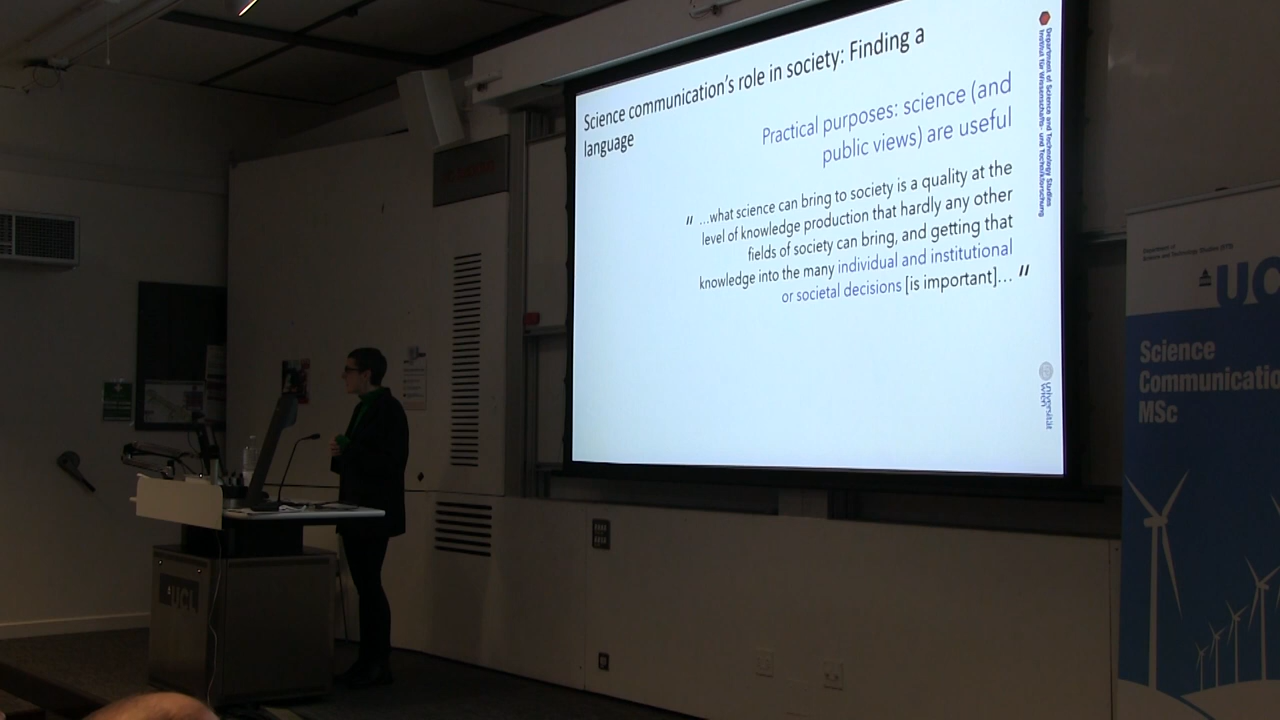 Science communication's role in society: Finding a
language
Practical purposes: science (and
public views) are useful
" ...what science can bring to society is a quality at the
level of knowledge production that hardly any other
fields of society can bring, and getting that
knowledge into the many individual and institutional
or societal decisions [is important]... "
Department of Science and Technology Studies
Institut für Wissenschafts- und Technikforschung
universität
wien
Department of
Science and Technology Studies (STS)
UC
Science
Communicatio
MSc
UCL